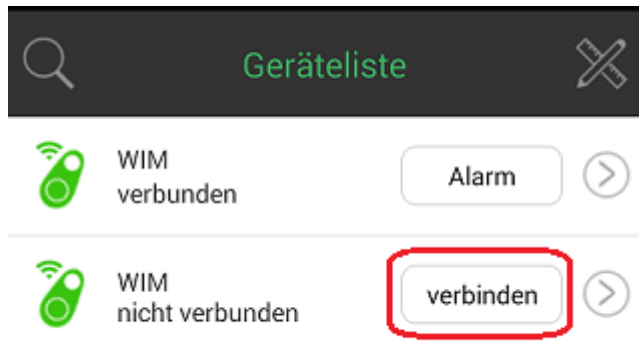 Geräteliste
WIM
verbunden
Alarm
WIM
nicht verbunden
verbinden